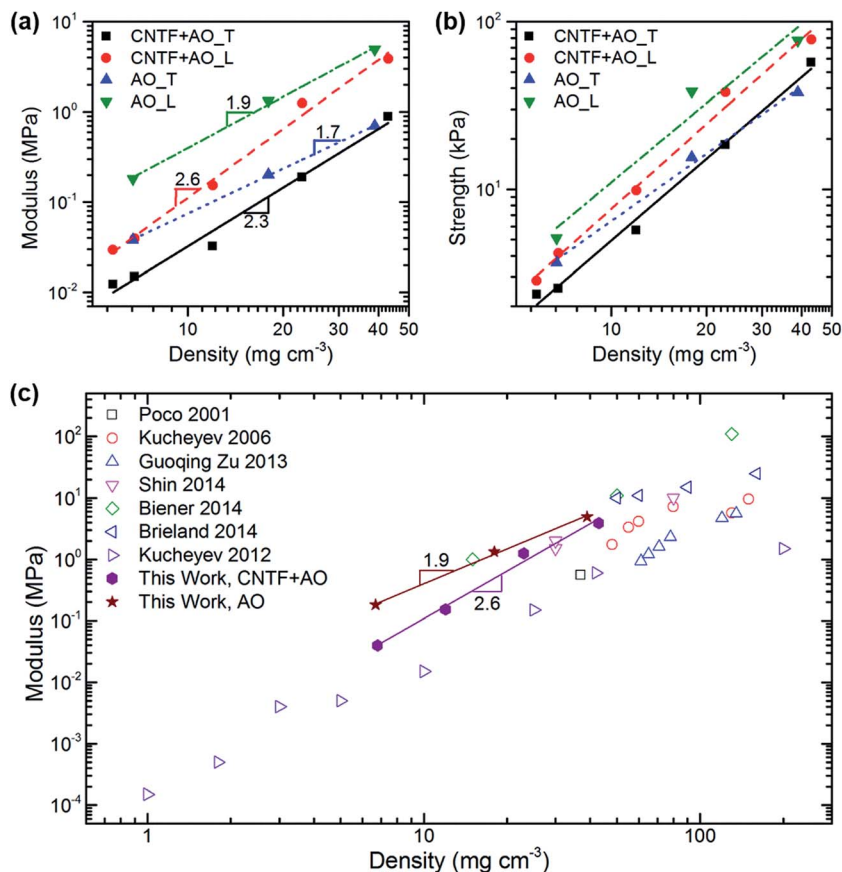 (a)
CNTF+AO_T
CNTF+AO_L
AO_T
AO_L
1.9
1.7
2.6
2.3
10¹
10⁰
10⁻¹
10⁻²
Modulus (MPa)
10 20 30 40 50
Density (mg cm⁻³)
(b)
CNTF+AO_T
CNTF+AO_L
AO_T
AO_L
10²
10¹
Strength (kPa)
10 20 30 40 50
Density (mg cm⁻³)
(c)
Poco 2001
Kucheyev 2006
Guoqing Zu 2013
Shin 2014
Biener 2014
Brieland 2014
Kucheyev 2012
This Work, CNTF+AO
This Work, AO
1.9
2.6
10²
10¹
10⁰
10⁻¹
10⁻²
10⁻³
10⁻⁴
Modulus (MPa)
1 10 100
Density (mg cm⁻³)